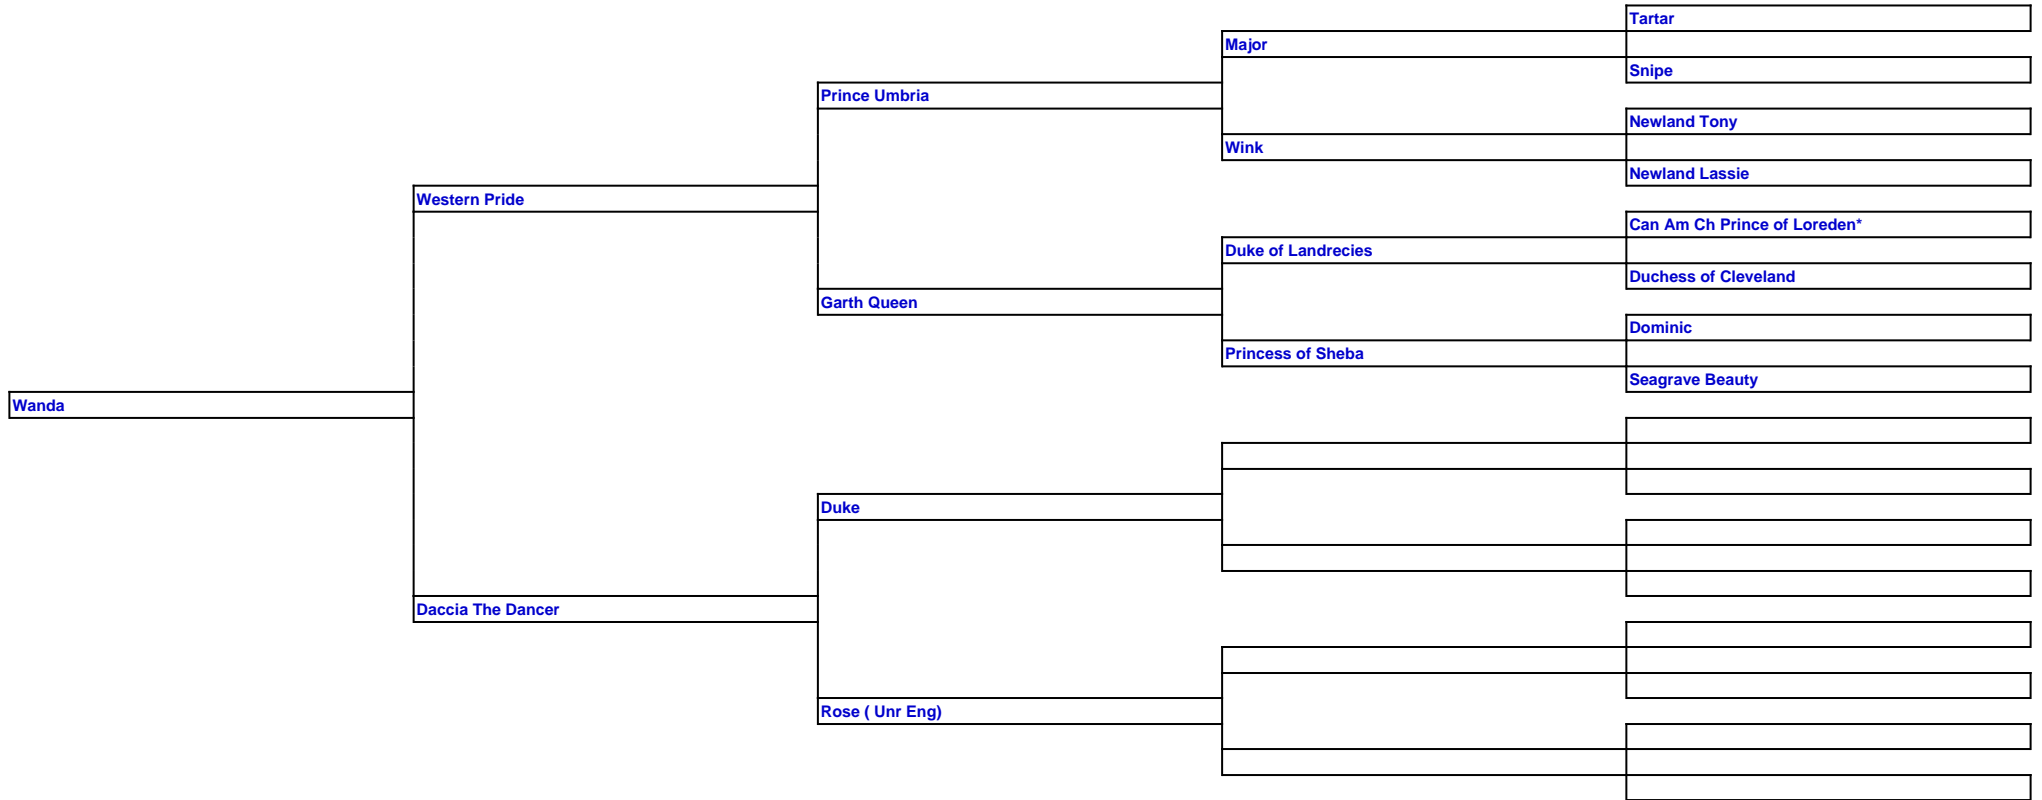 Tartar
Major
Snipe
Prince Umbria
Newland Tony
Wink
Newland Lassie
Western Pride
Can Am Ch Prince of Loreden*
Duke of Landrecies
Duchess of Cleveland
Garth Queen
Dominic
Princess of Sheba
Seagrave Beauty
Wanda
Duke
Daccia The Dancer
Rose ( Unr Eng)